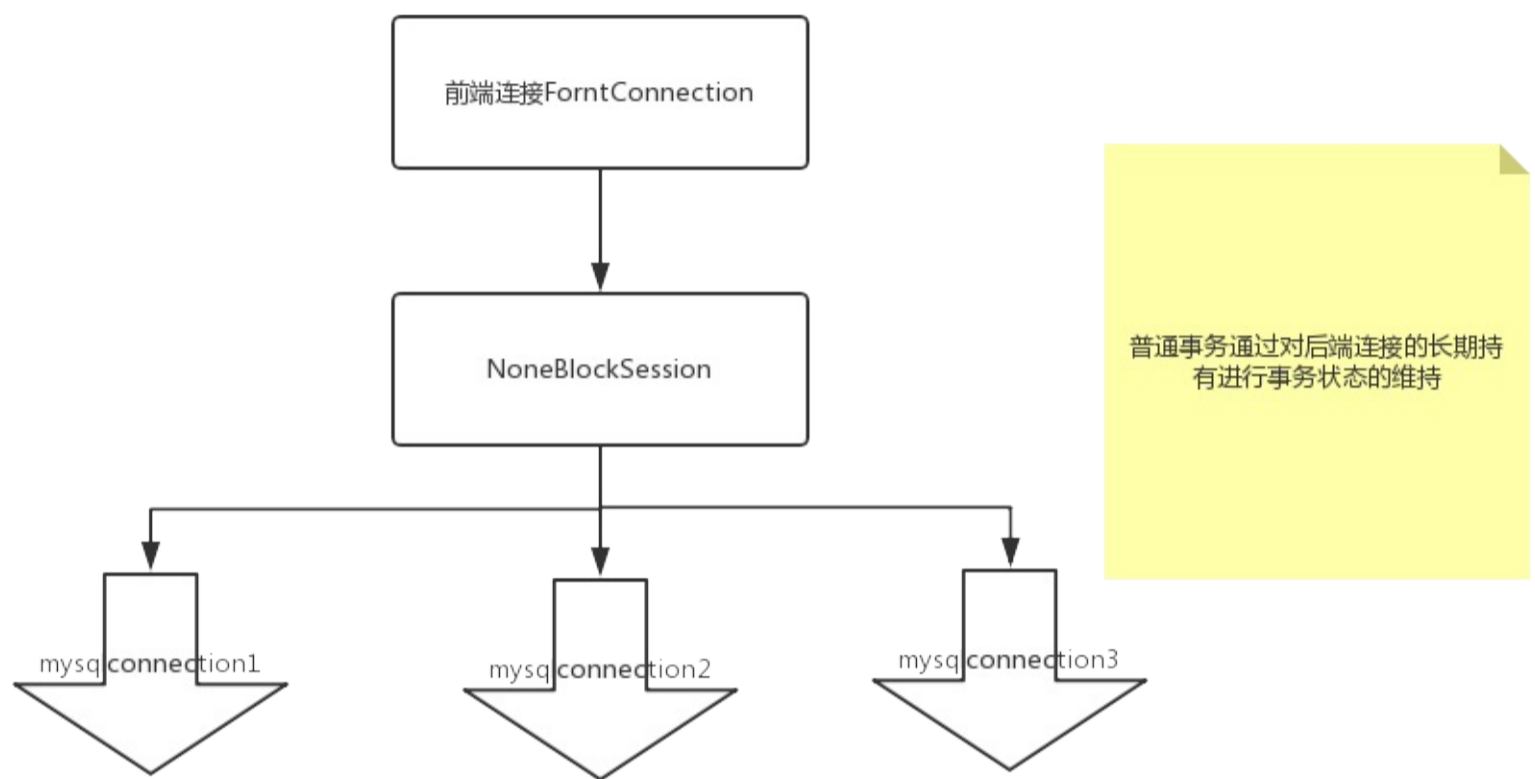 前端连接ForntConnection
NoneBlockSession
普通事务通过对后端连接的长期持
有进行事务状态的维持
mysqlconnection1
mysqlconnection2
mysqlconnection3